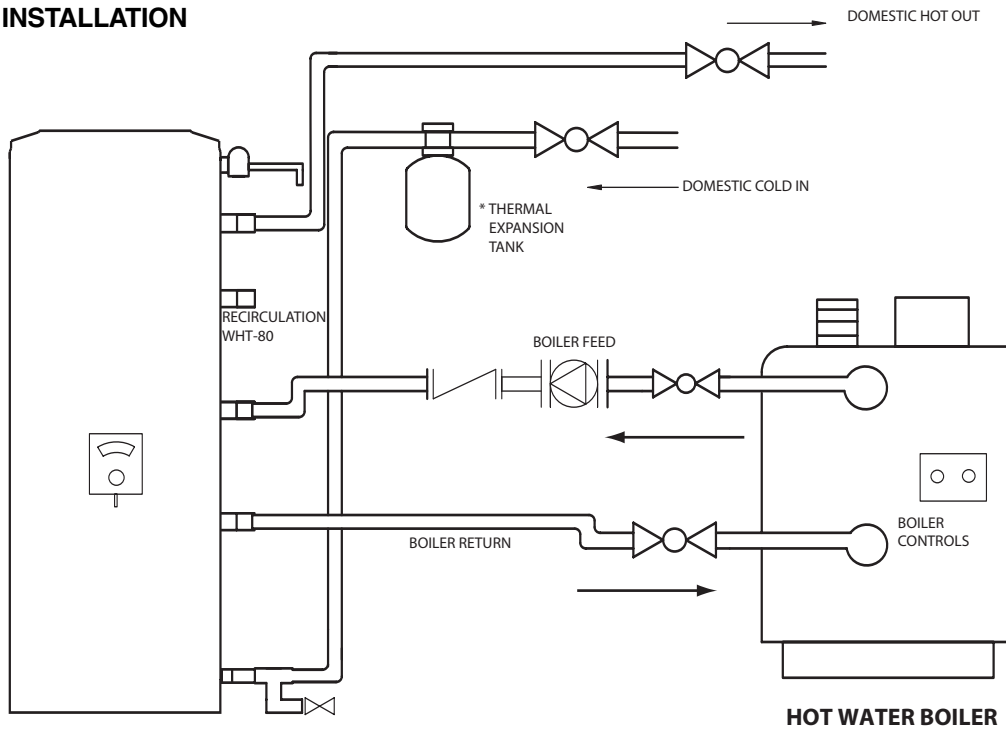 INSTALLATION
DOMESTIC HOT OUT
DOMESTIC COLD IN
* THERMAL
EXPANSION
TANK
RECIRCULATION
WHT-80
BOILER FEED
BOILER RETURN
BOILER
CONTROLS
HOT WATER BOILER